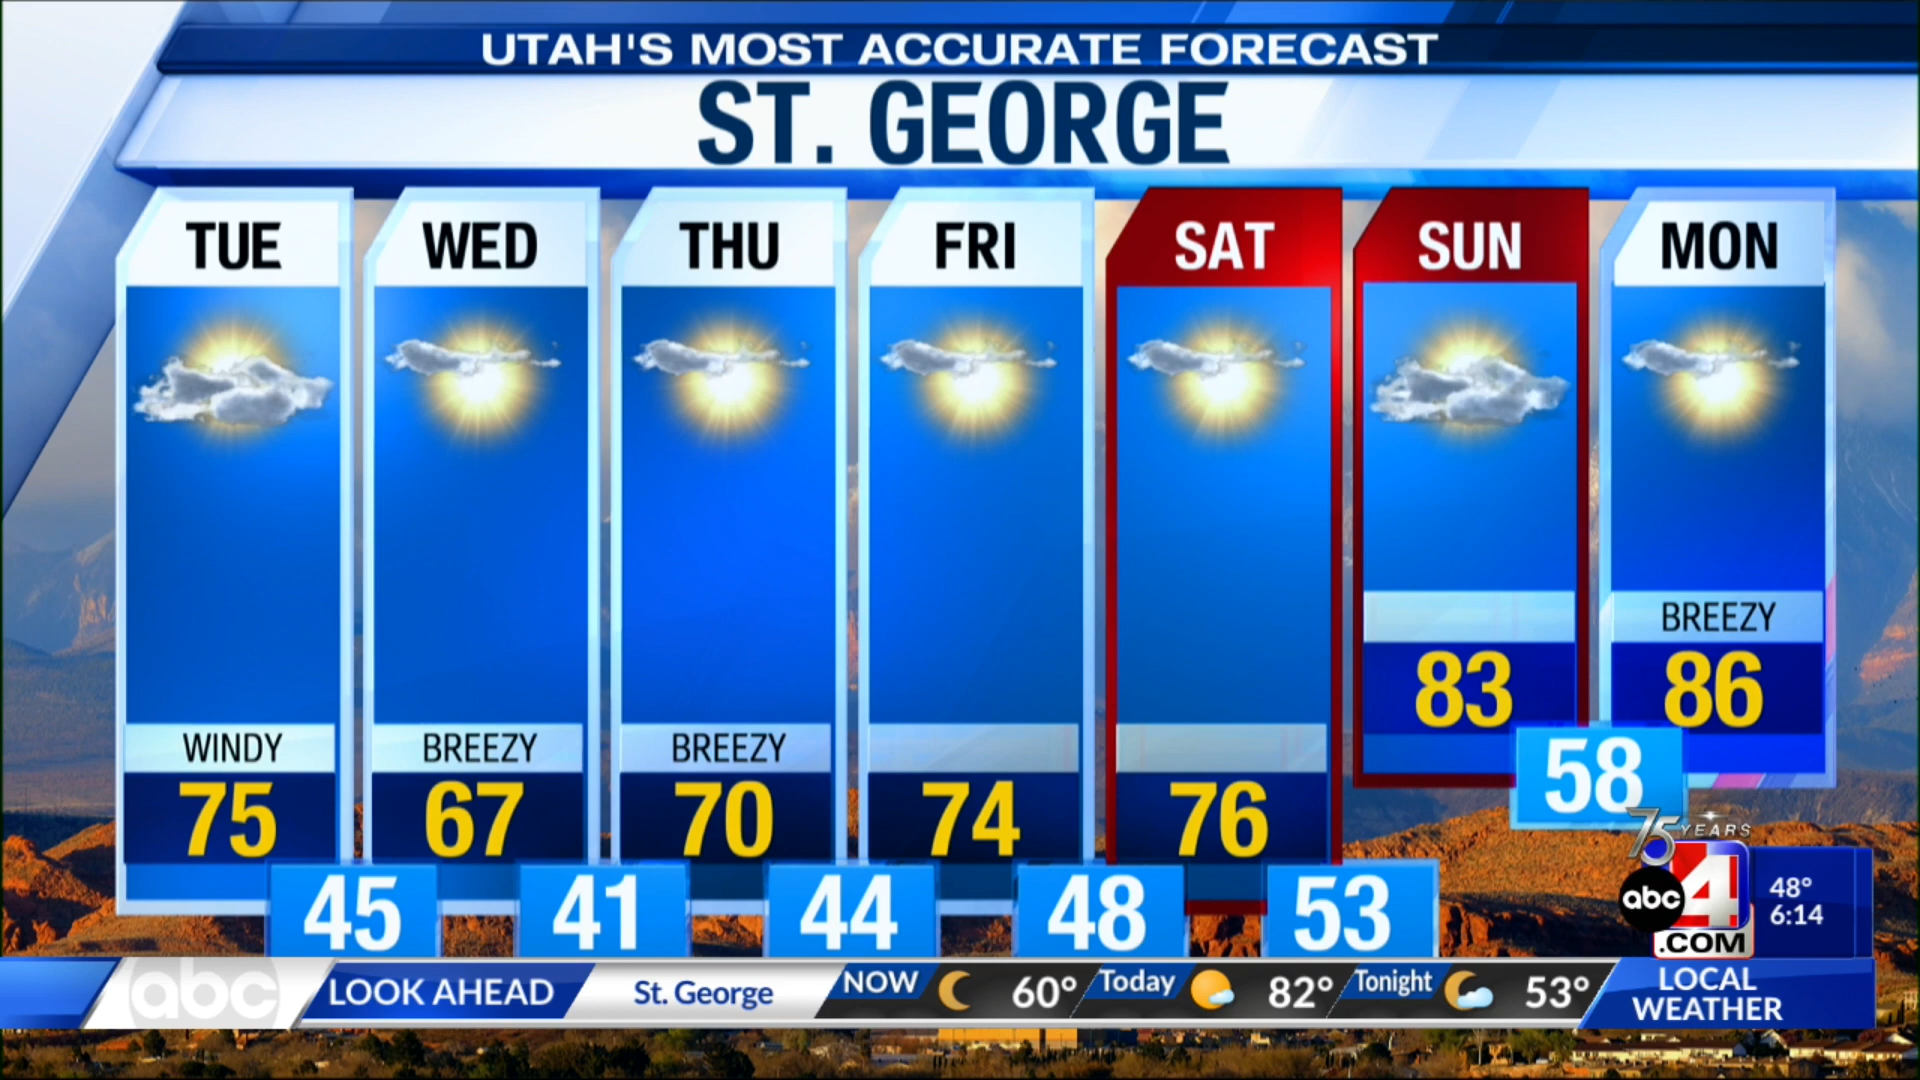 UTAH'S MOST ACCURATE FORECAST
ST. GEORGE
TUE WED THU FRI SAT SUN MON
BREEZY
83 86
WINDY BREEZY BREEZY
58
75 67 70 74 76
45 41 44 48 53
75 YEARS
abc 4
.COM
48°
6:14
abc LOOK AHEAD St. George NOW 60° Today 82° Tonight 53°
LOCAL
WEATHER